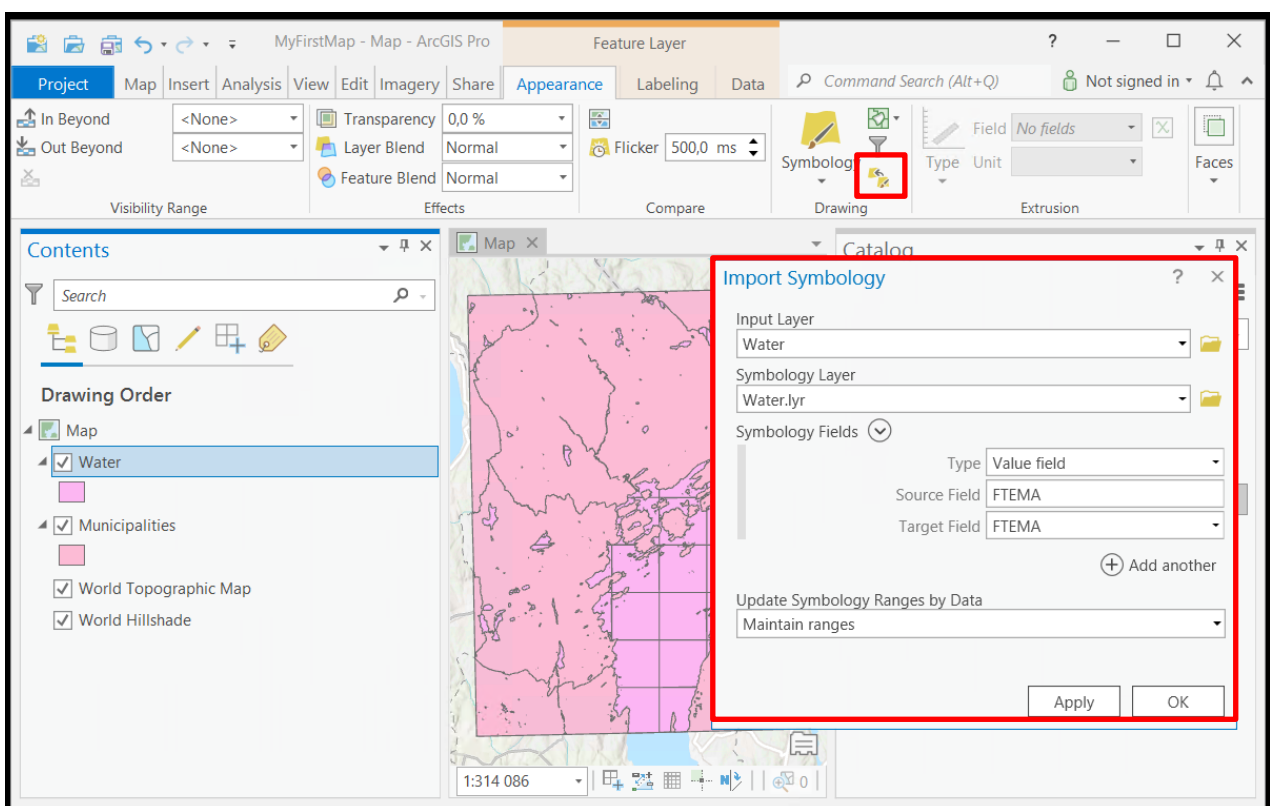 MyFirstMap - Map - ArcGIS Pro
Feature Layer
?
Project Map Insert Analysis View Edit Imagery Share Appearance Labeling Data Command Search (Alt+Q) Not signed in
In Beyond <None> Transparency 0,0 %
Out Beyond <None> Layer Blend Normal Flicker 500,0 ms
Feature Blend Normal
Symbology
Field No fields
Type Unit
Faces
Visibility Range Effects Compare Drawing Extrusion
Contents
Search
Drawing Order
Map
Water
Municipalities
World Topographic Map
World Hillshade
Map
1:314 086
N
0
Catalog
Import Symbology ?
Input Layer
Water
Symbology Layer
Water.lyr
Symbology Fields
Type Value field
Source Field FTEMA
Target Field FTEMA
Add another
Update Symbology Ranges by Data
Maintain ranges
Apply OK